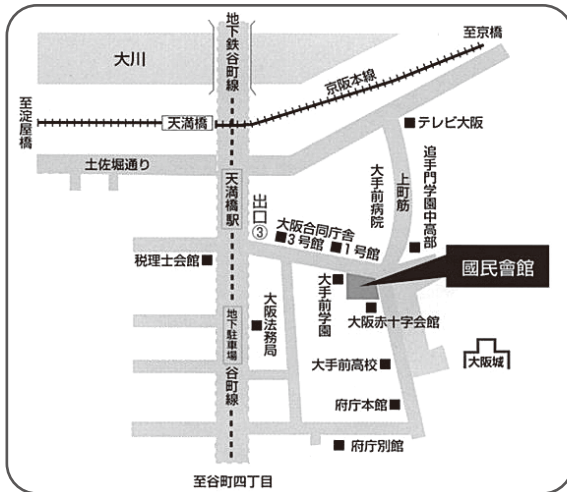 地下鉄谷町線
至京橋
大川
京阪本線
至淀屋橋
天満橋
テレビ大阪
土佐堀通り
天満橋駅
出口③
大阪合同庁舎
3号館
1号館
大手前病院
上町筋
追手門学園中高部
税理士会館
國民會館
大手前学園
大阪赤十字会館
大阪法務局
地下駐車場
大手前高校
大阪城
谷町線
府庁本館
府庁別館
至谷町四丁目